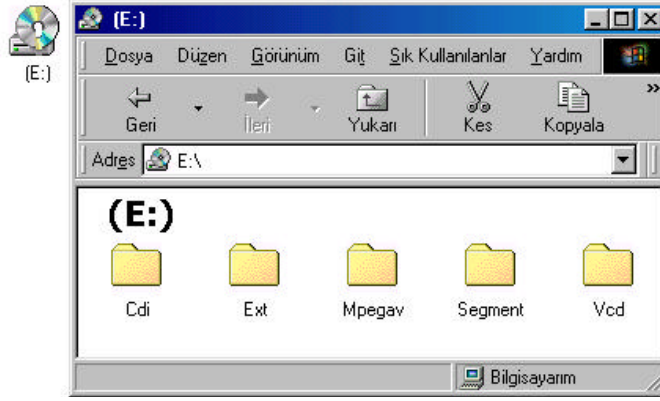 (E:)
(E:)
Dosya Düzen Görünüm Git Sık Kullanılanlar Yardım
Geri İleri Yukarı Kes Kopyala »
Adres E:\
(E:)
Cdi Ext Mpegav Segment Vcd
Bilgisayarım